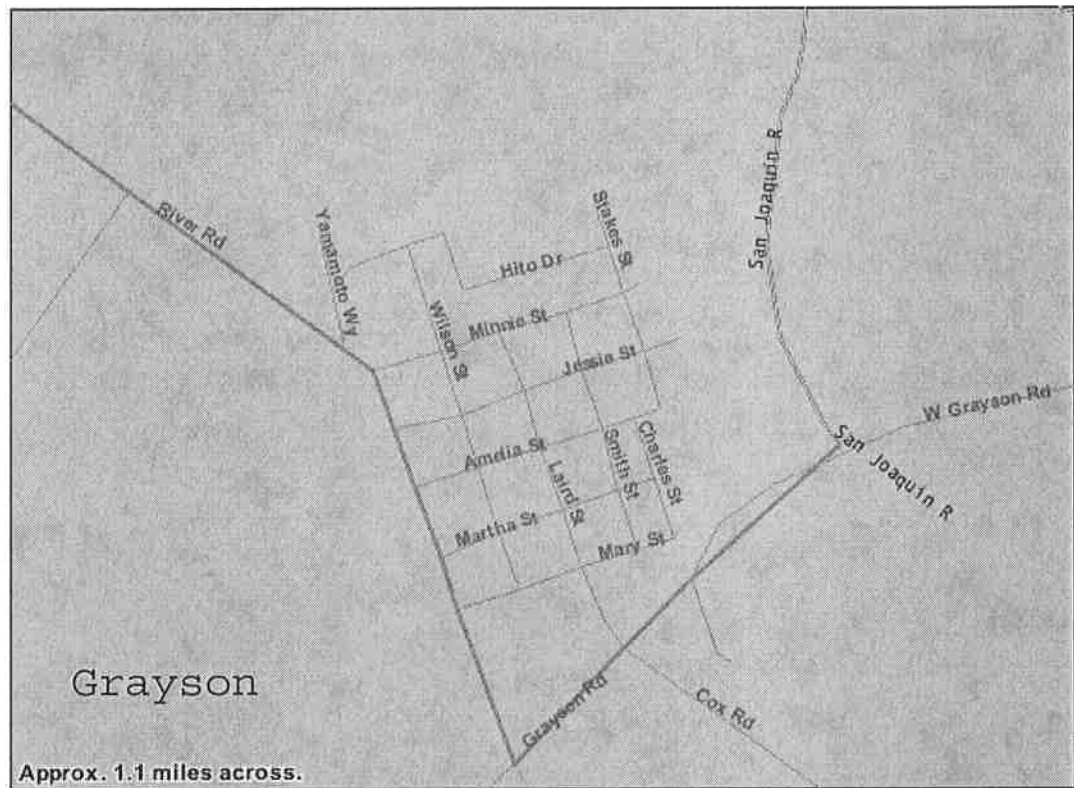 San Joaquin R
River Rd
Yamamoto Wy
Stakes St
Hito Dr
Wilson St
Minnie St
Jessie St
W Grayson Rd
San Joaquin R
Amelia St
Smith St
Charles St
Laird St
Martha St
Mary St
Grayson
Grayson Rd
Cox Rd
Approx. 1.1 miles across.